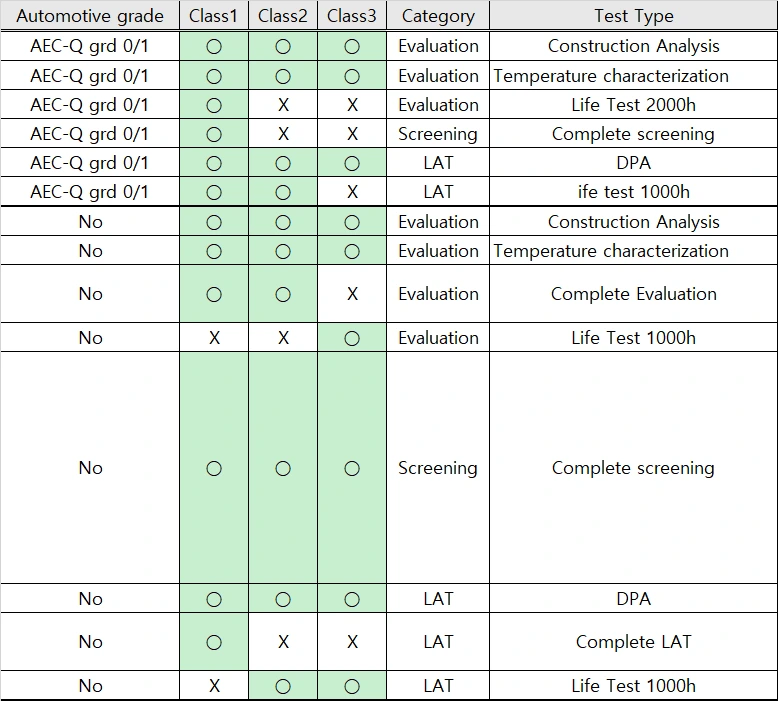 Automotive grade Class1 Class2 Class3 Category Test Type
AEC-Q grd 0/1 ○ ○ ○ Evaluation Construction Analysis
AEC-Q grd 0/1 ○ ○ ○ Evaluation Temperature characterization
AEC-Q grd 0/1 ○ X X Evaluation Life Test 2000h
AEC-Q grd 0/1 ○ X X Screening Complete screening
AEC-Q grd 0/1 ○ ○ ○ LAT DPA
AEC-Q grd 0/1 ○ ○ X LAT ife test 1000h
No ○ ○ ○ Evaluation Construction Analysis
No ○ ○ ○ Evaluation Temperature characterization
No ○ ○ X Evaluation Complete Evaluation
No X X ○ Evaluation Life Test 1000h
No ○ ○ ○ Screening Complete screening
No ○ ○ ○ LAT DPA
No ○ X X LAT Complete LAT
No X ○ ○ LAT Life Test 1000h